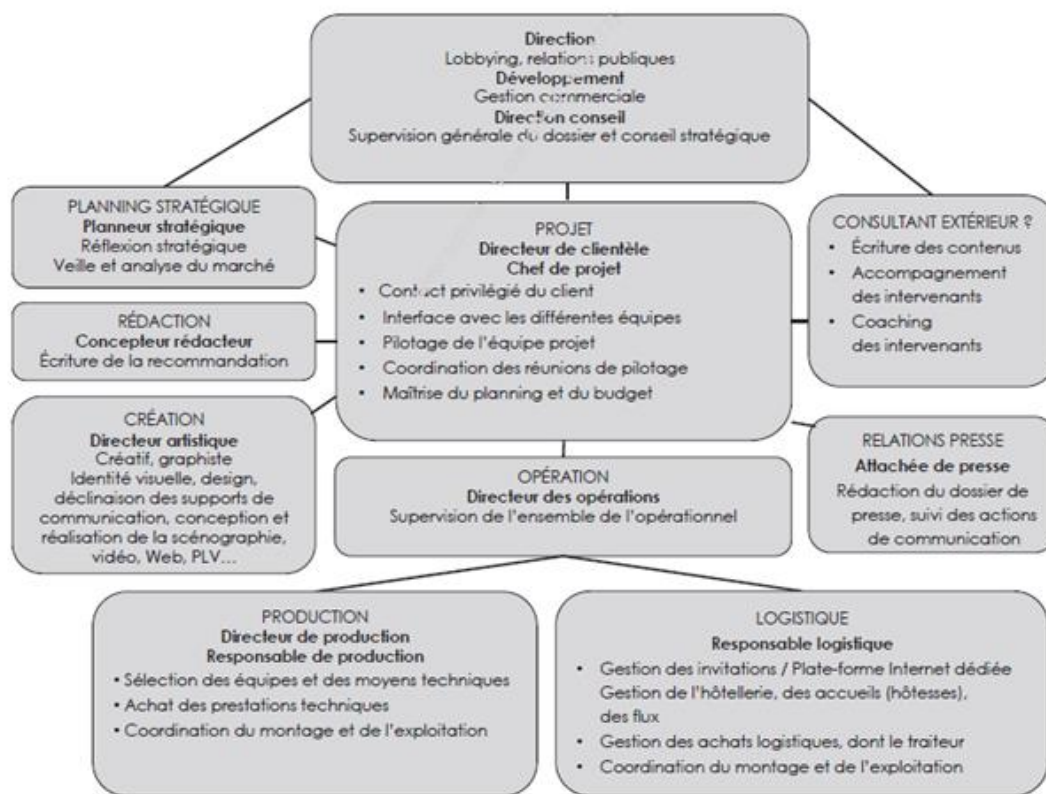 Direction
Lobbying, relations publiques
Développement
Gestion commerciale
Direction conseil
Supervision générale du dossier et conseil stratégique
PLANNING STRATÉGIQUE
Planneur stratégique
Réflexion stratégique
Veille et analyse du marché
PROJET
Directeur de clientèle
Chef de projet
• Contact privilégié du client
• Interface avec les différentes équipes
• Pilotage de l'équipe projet
• Coordination des réunions de pilotage
• Maîtrise du planning et du budget
CONSULTANT EXTÉRIEUR ?
• Écriture des contenus
• Accompagnement
des intervenants
• Coaching
des intervenants
RÉDACTION
Concepteur rédacteur
Écriture de la recommandation
CRÉATION
Directeur artistique
Créatif, graphiste
Identité visuelle, design,
déclinaison des supports de
communication, conception et
réalisation de la scénographie,
vidéo, Web, PLV...
OPÉRATION
Directeur des opérations
Supervision de l'ensemble de l'opérationnel
RELATIONS PRESSE
Attachée de presse
Rédaction du dossier de
presse, suivi des actions
de communication
PRODUCTION
Directeur de production
Responsable de production
• Sélection des équipes et des moyens techniques
• Achat des prestations techniques
• Coordination du montage et de l'exploitation
LOGISTIQUE
Responsable logistique
• Gestion des invitations / Plate-forme Internet dédiée
Gestion de l'hôtellerie, des accueils (hôtesses),
des flux
• Gestion des achats logistiques, dont le traiteur
• Coordination du montage et de l'exploitation